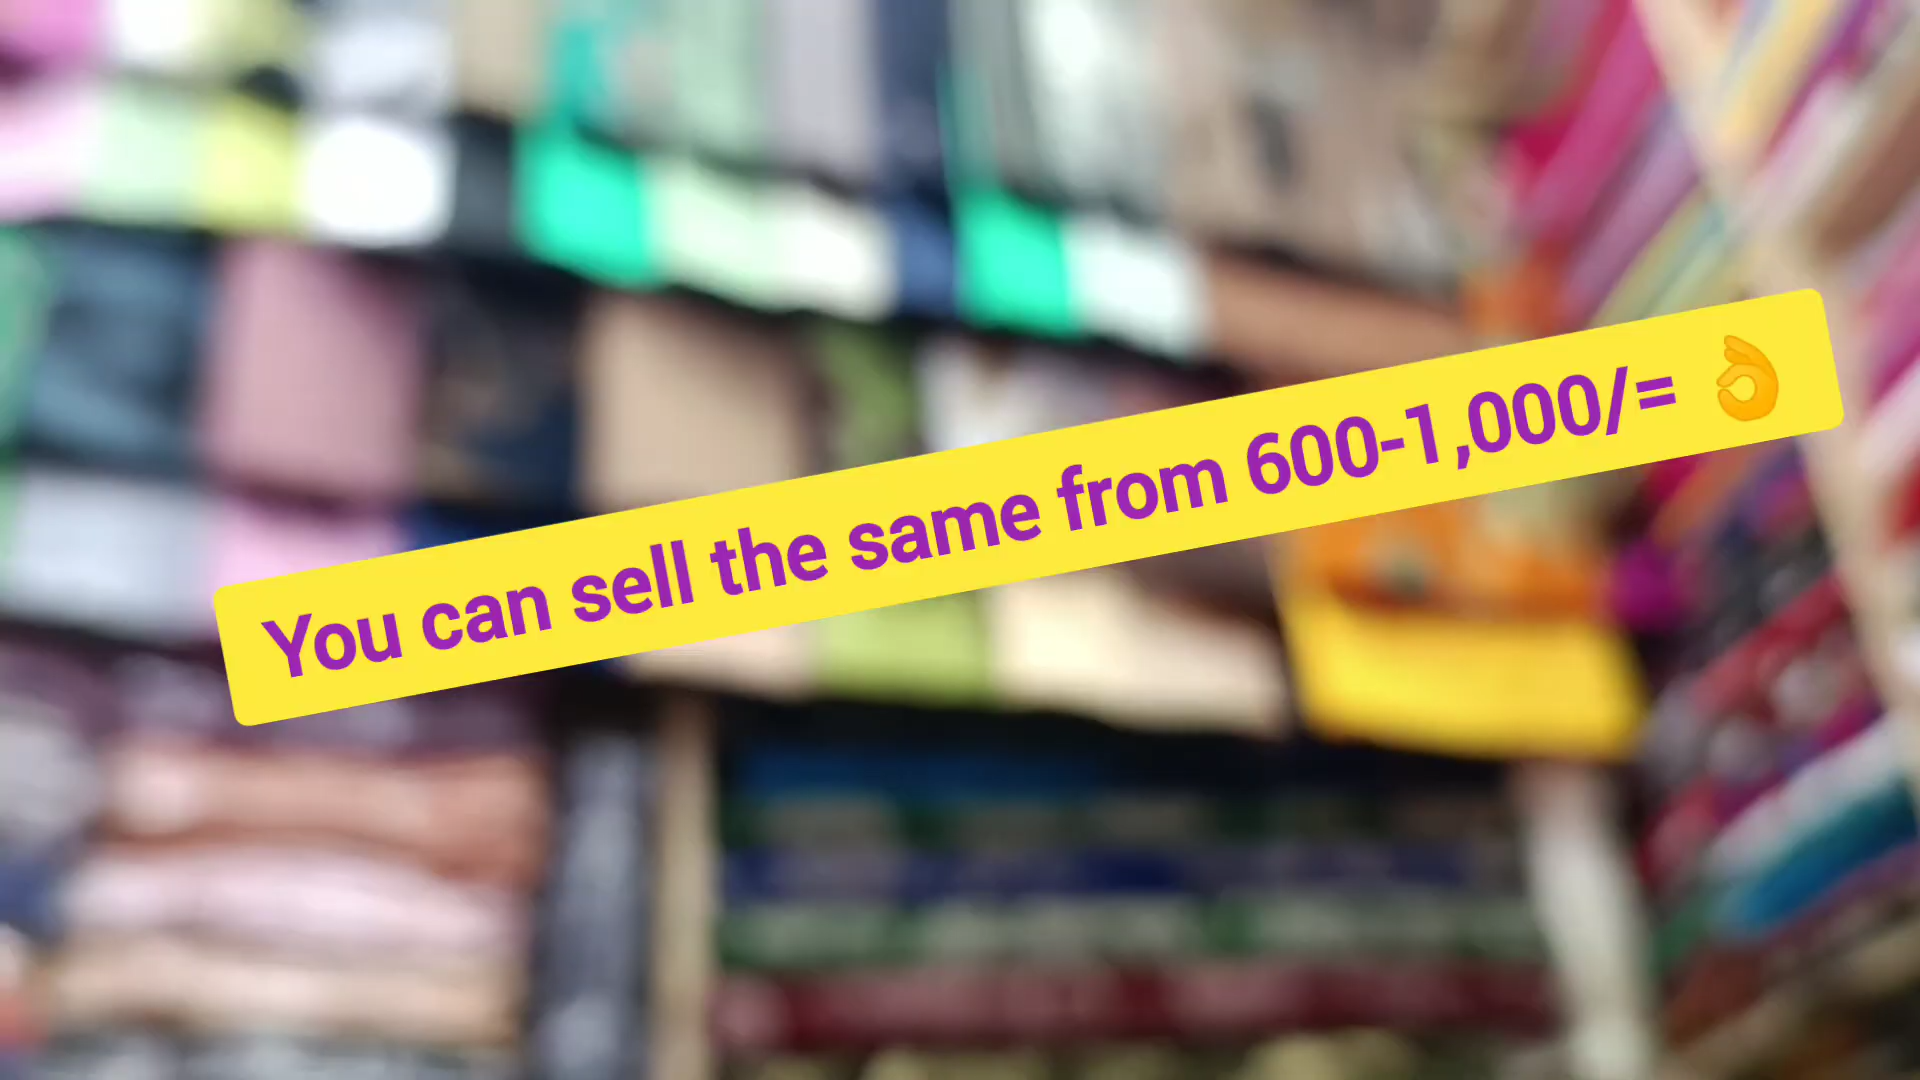 You can sell the same from 600-1,000/= 👌